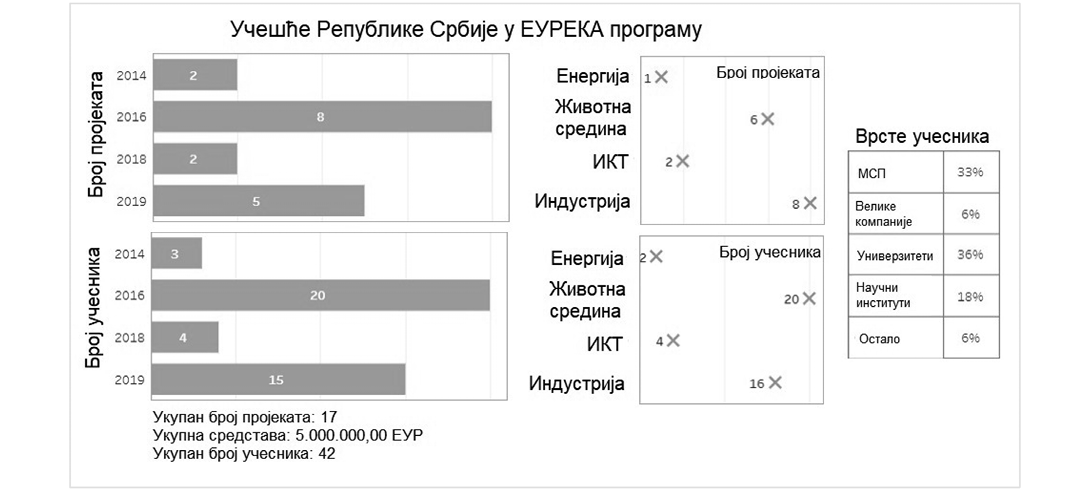 Учешће Републике Србије у ЕУРЕКА програму
Број пројеката
2014
2
2016
8
2018
2
2019
5
Број учесника
2014
3
2016
20
2018
4
2019
15
Број пројеката
Енергија
1
Животна
средина
6
ИКТ
2
Индустрија
8
Број учесника
Енергија
2
Животна
средина
20
ИКТ
4
Индустрија
16
Врсте учесника
МСП 33%
Велике
компаније
6%
Универзитети 36%
Научни
институти
18%
Остало 6%
Укупан број пројеката: 17
Укупна средстава: 5.000.000,00 ЕУР
Укупан број учесника: 42